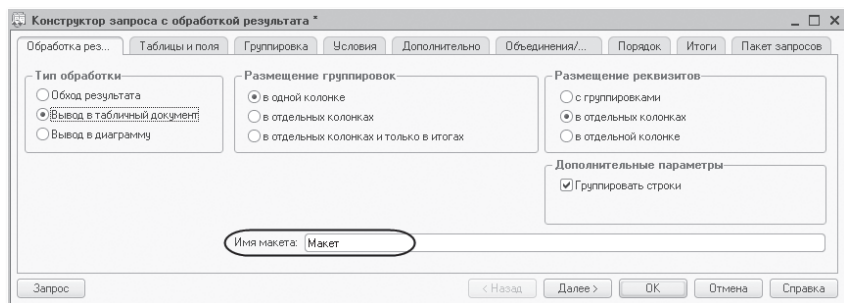 Конструктор запроса с обработкой результата *
Обработка рез... Таблицы и поля Группировка Условия Дополнительно Объединения/... Порядок Итоги Пакет запросов
Тип обработки
Обход результата
Вывод в табличный документ
Вывод в диаграмму
Размещение группировок
в одной колонке
в отдельных колонках
в отдельных колонках и только в итогах
Размещение реквизитов
с группировками
в отдельных колонках
в отдельной колонке
Дополнительные параметры
Группировать строки
Имя макета: Макет
Запрос < Назад Далее > ОК Отмена Справка